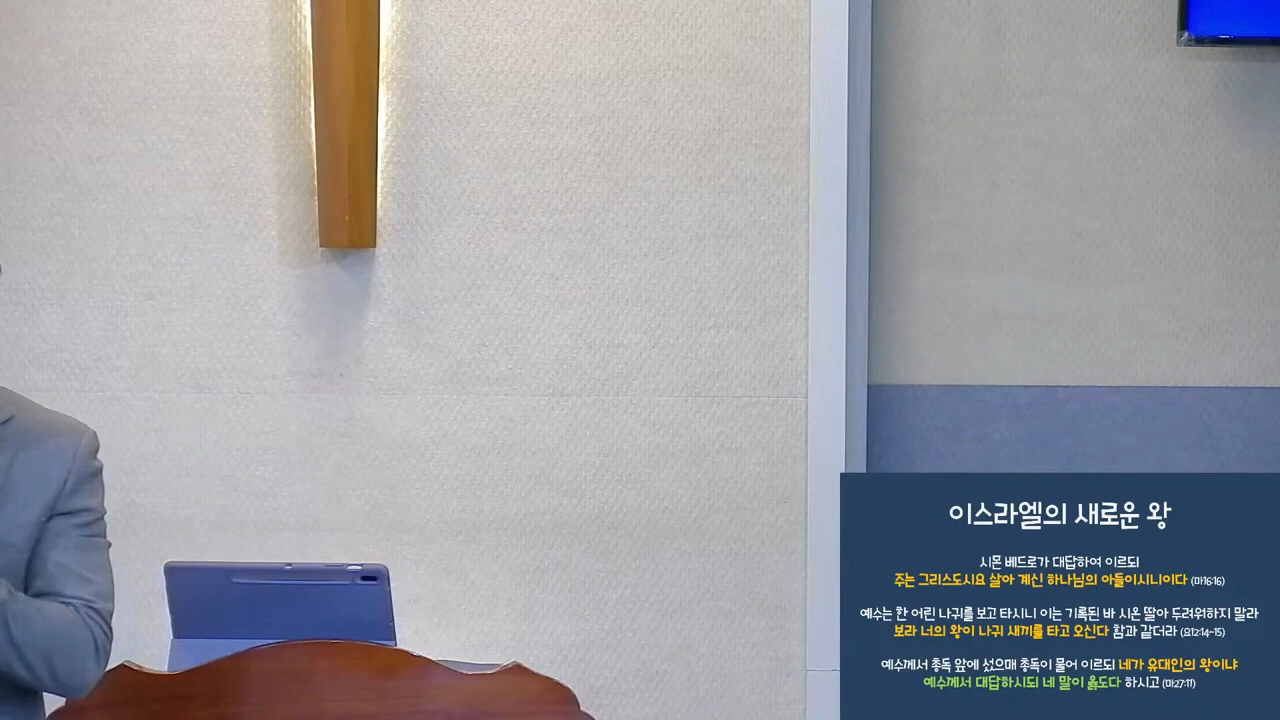 이스라엘의 새로운 왕
시몬 베드로가 대답하여 이르되
주는 그리스도시요 살아 계신 하나님의 아들이시니이다 (마16:16)
예수는 한 어린 나귀를 보고 타시니 이는 기록된 바 시온 딸아 두려워하지 말라
보라 너의 왕이 나귀 새끼를 타고 오신다 함과 같더라 (요12:14-15)
예수께서 총독 앞에 섰으매 총독이 물어 이르되 네가 유대인의 왕이냐
예수께서 대답하시되 네 말이 옳도다 하시고 (마27:11)